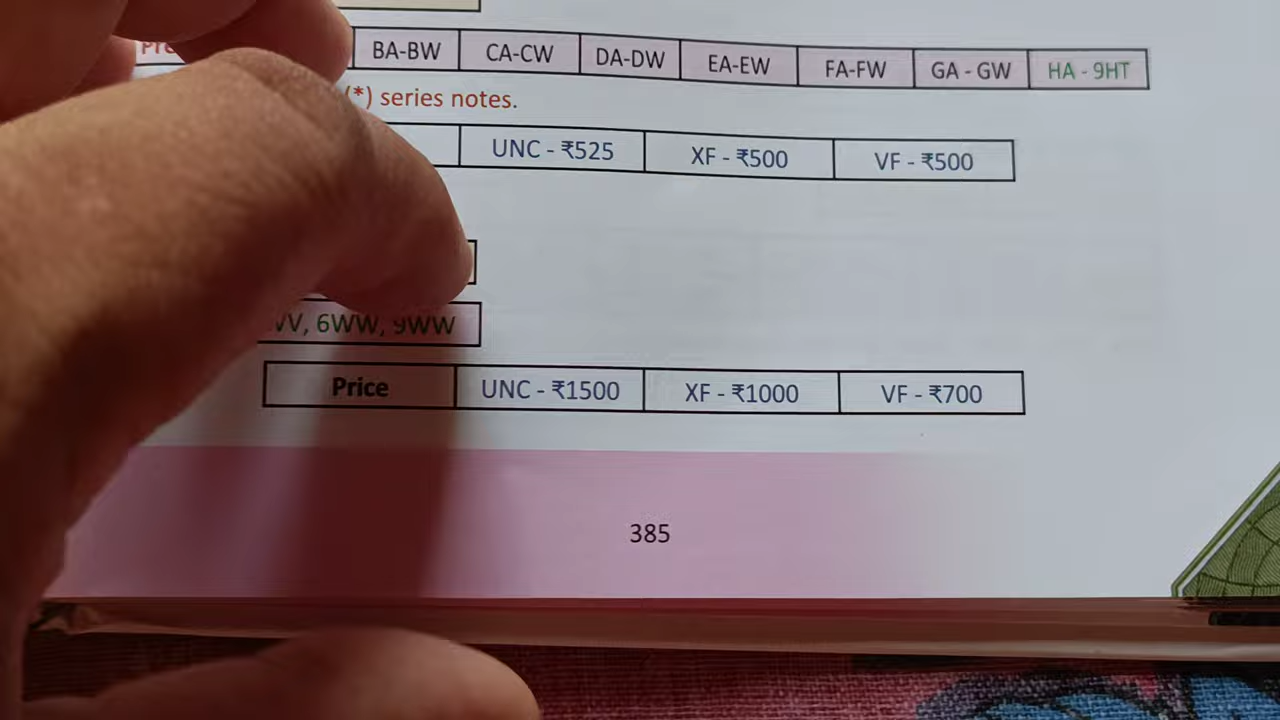 BA-BW CA-CW DA-DW EA-EW FA-FW GA - GW HA - 9HT
(*) series notes.
UNC - ₹525 XF - ₹500 VF - ₹500
6WW, 9WW
Price UNC - ₹1500 XF - ₹1000 VF - ₹700
385